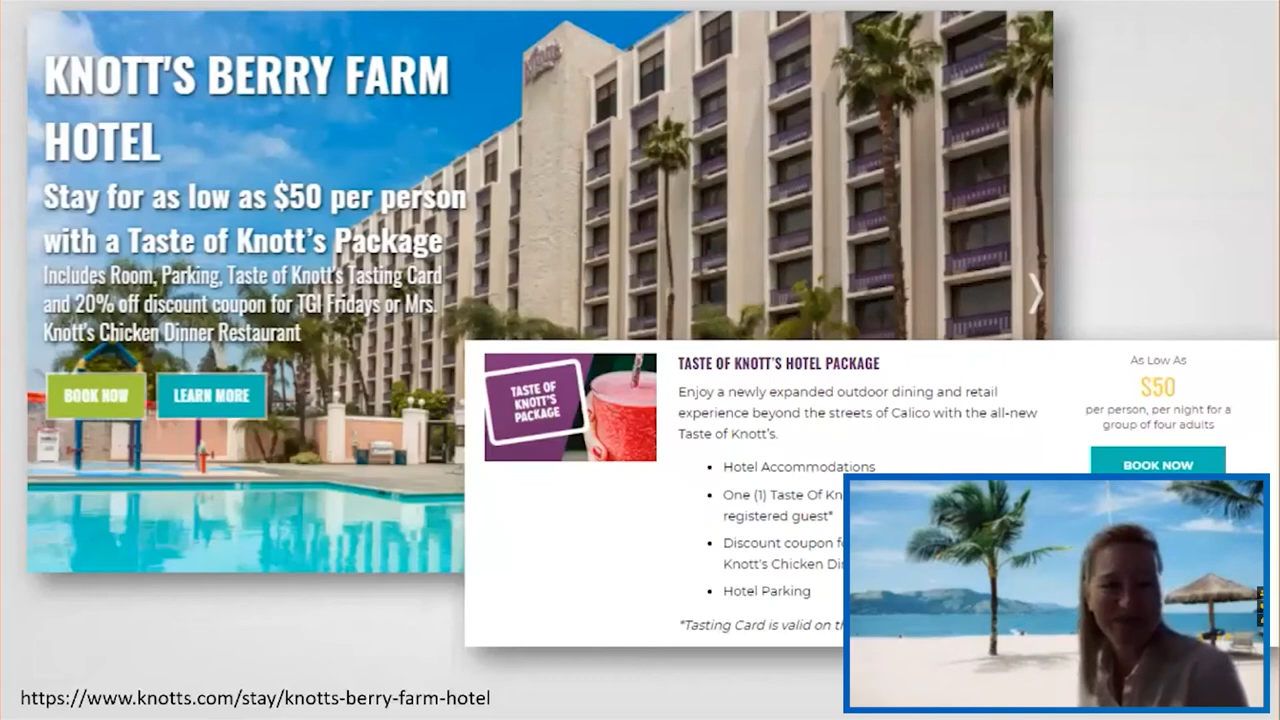 KNOTT'S BERRY FARM
HOTEL
Stay for as low as $50 per person
with a Taste of Knott's Package
Includes Room, Parking, Taste of Knott's Tasting Card
and 20% off discount coupon for TGI Fridays or Mrs.
Knott's Chicken Dinner Restaurant
BOOK NOW
LEARN MORE
Knott's
TASTE OF
KNOTT'S
PACKAGE
TASTE OF KNOTT'S HOTEL PACKAGE
Enjoy a newly expanded outdoor dining and retail
experience beyond the streets of Calico with the all-new
Taste of Knott's.
• Hotel Accommodations
• One (1) Taste Of Kn
registered guest*
• Discount coupon f
Knott's Chicken Di
• Hotel Parking
*Tasting Card is valid on th
As Low As
$50
per person, per night for a
group of four adults
BOOK NOW
https://www.knotts.com/stay/knotts-berry-farm-hotel